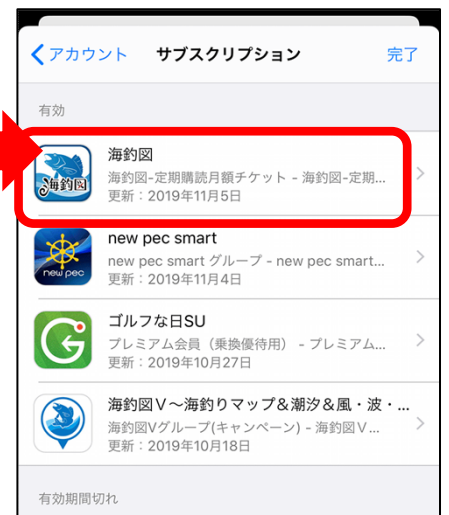 アカウント サブスクリプション 完了
有効
海釣図
海釣図
海釣図-定期購読月額チケット - 海釣図-定期...
更新：2019年11月5日
new pec
new pec smart
new pec smart グループ - new pec smart...
更新：2019年11月4日
ゴルフな日SU
プレミアム会員（乗換優待用） - プレミアム...
更新：2019年10月27日
海釣図Ｖ〜海釣りマップ&潮汐&風・波・...
海釣図Vグループ(キャンペーン) - 海釣図Ｖ...
更新：2019年10月18日
有効期間切れ